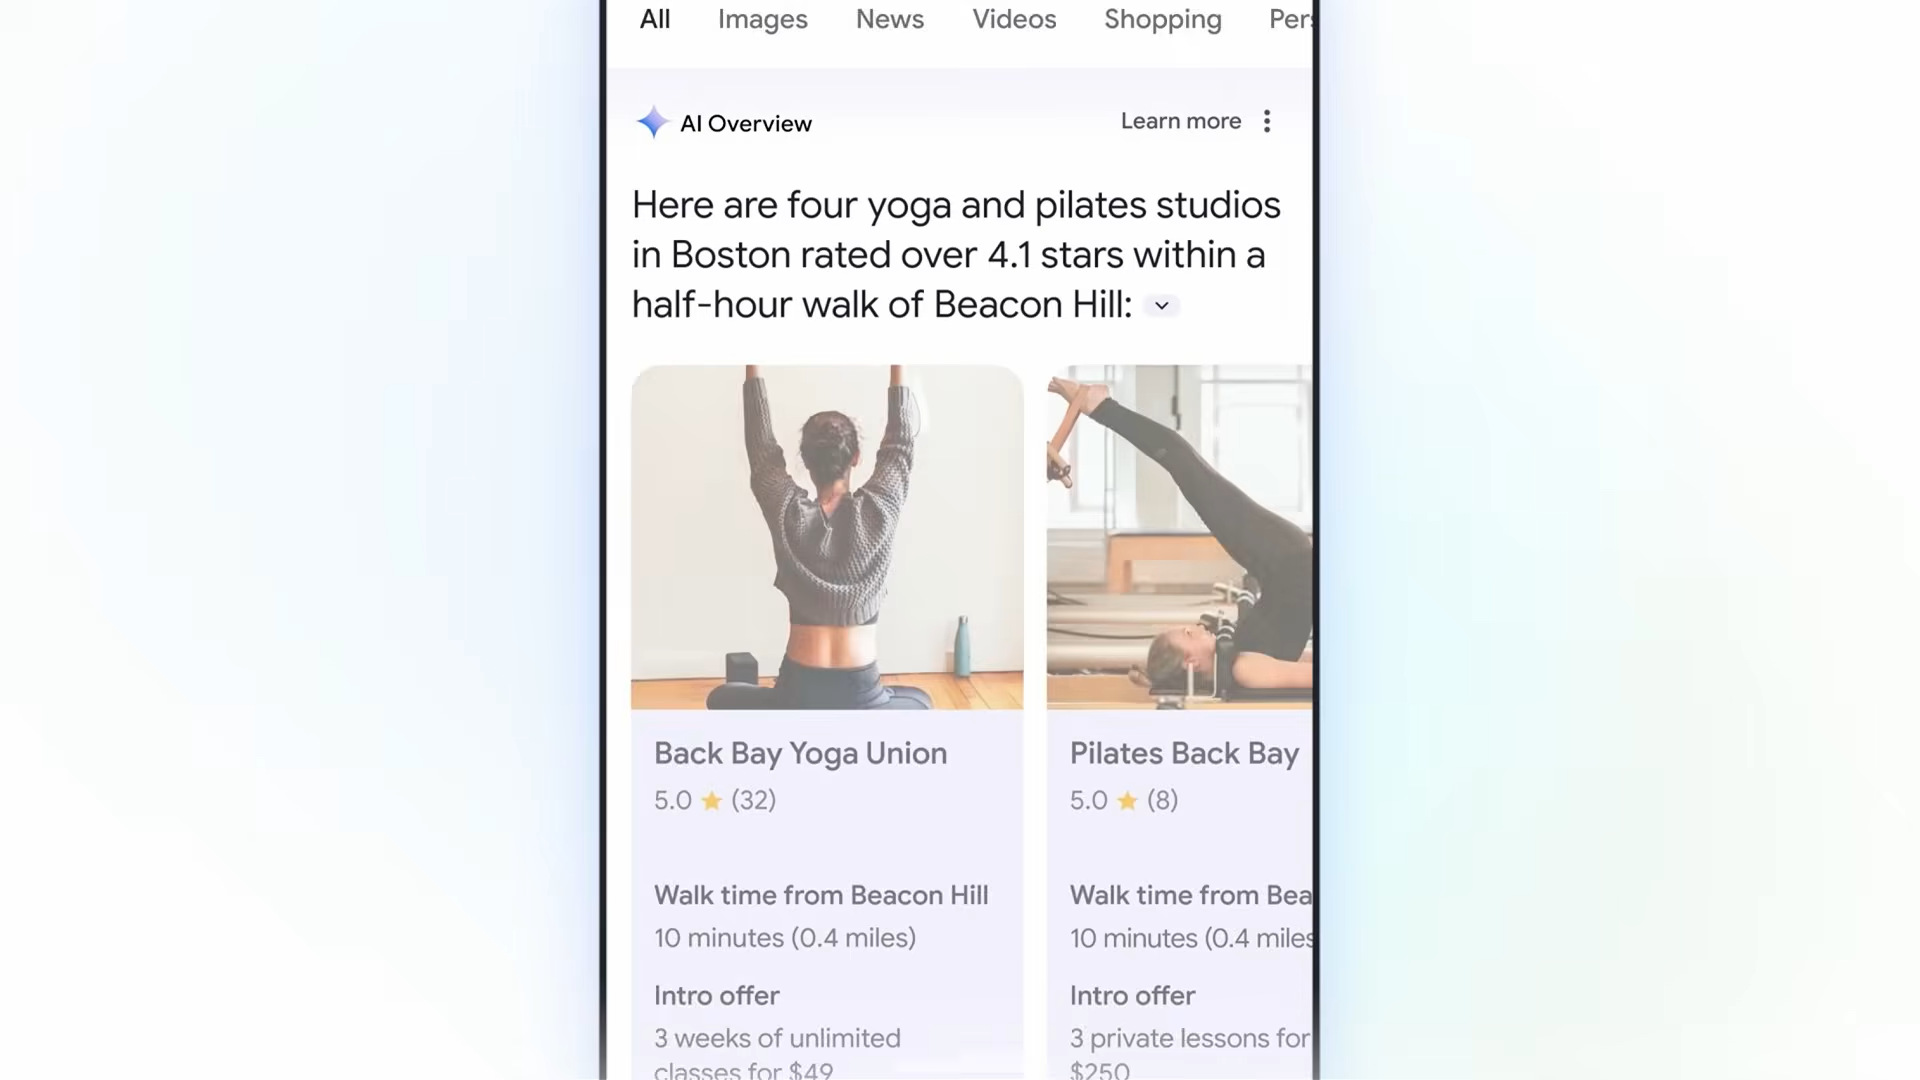 All Images News Videos Shopping Pers
AI Overview Learn more
Here are four yoga and pilates studios
in Boston rated over 4.1 stars within a
half-hour walk of Beacon Hill:
Back Bay Yoga Union
5.0 ★ (32)
Walk time from Beacon Hill
10 minutes (0.4 miles)
Intro offer
3 weeks of unlimited
classes for $49
Pilates Back Bay
5.0 ★ (8)
Walk time from Bea
10 minutes (0.4 miles
Intro offer
3 private lessons for
$250